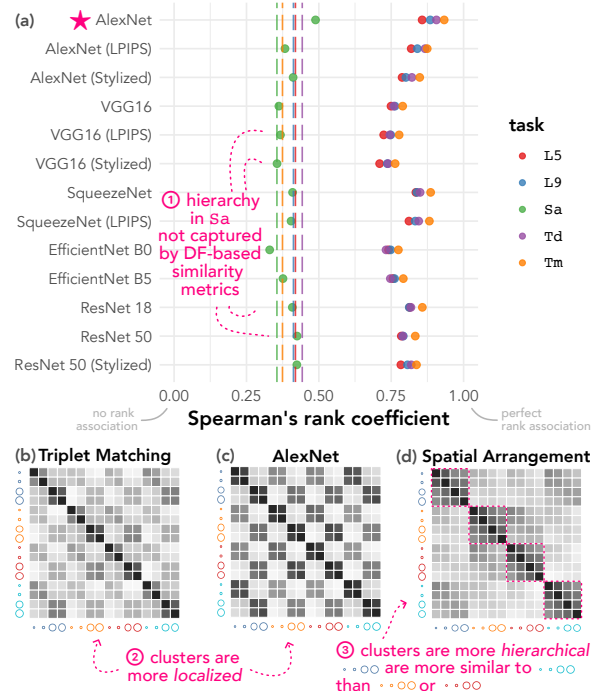 (a)
AlexNet
AlexNet (LPIPS)
AlexNet (Stylized)
VGG16
VGG16 (LPIPS)
VGG16 (Stylized)
SqueezeNet
SqueezeNet (LPIPS)
EfficientNet B0
EfficientNet B5
ResNet 18
ResNet 50
ResNet 50 (Stylized)
1 hierarchy
in Sa
not captured
by DF-based
similarity
metrics
task
L5
L9
Sa
Td
Tm
0.00 0.25 0.50 0.75 1.00
no rank
association
Spearman's rank coefficient
perfect
rank association
(b) Triplet Matching
(c) AlexNet
(d) Spatial Arrangement
2 clusters are
more localized
3 clusters are more hierarchical
are more similar to
than or